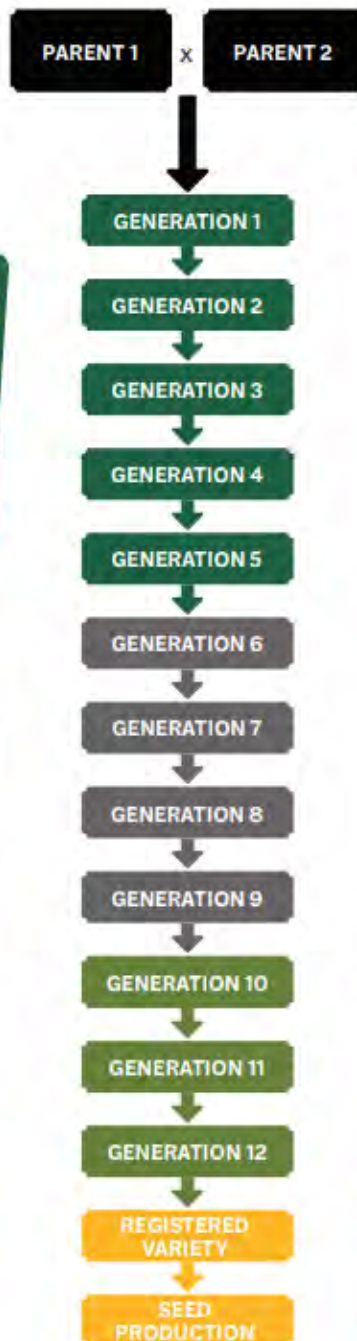 PARENT 1 x PARENT 2
GENERATION 1
GENERATION 2
GENERATION 3
GENERATION 4
GENERATION 5
GENERATION 6
GENERATION 7
GENERATION 8
GENERATION 9
GENERATION 10
GENERATION 11
GENERATION 12
REGISTERED
VARIETY
SEED
PRODUCTION